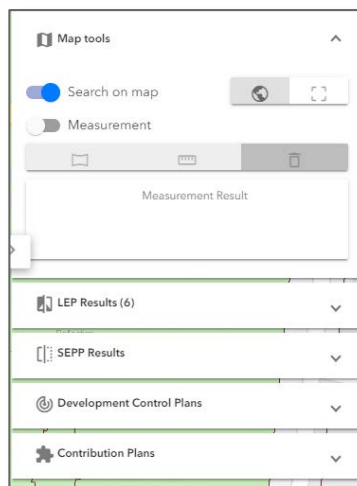 Map tools
Search on map
Measurement
Measurement Result
LEP Results (6)
SEPP Results
Development Control Plans
Contribution Plans